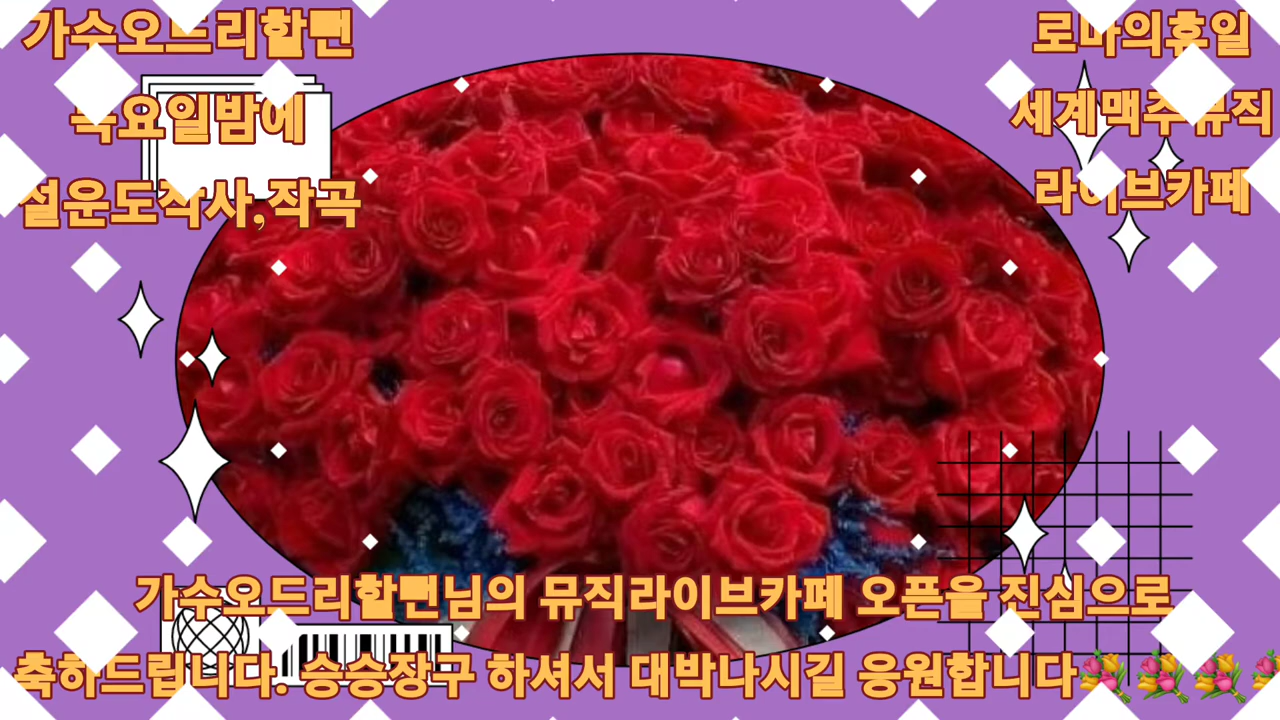 가수오드리할뻔
목요일밤에
설운도작사,작곡
로마의휴일
세계맥주뮤직
라이브카페
가수오드리할뻔님의 뮤직라이브카페 오픈을 진심으로
축하드립니다. 승승장구 하셔서 대박나시길 응원합니다💐💐💐💐